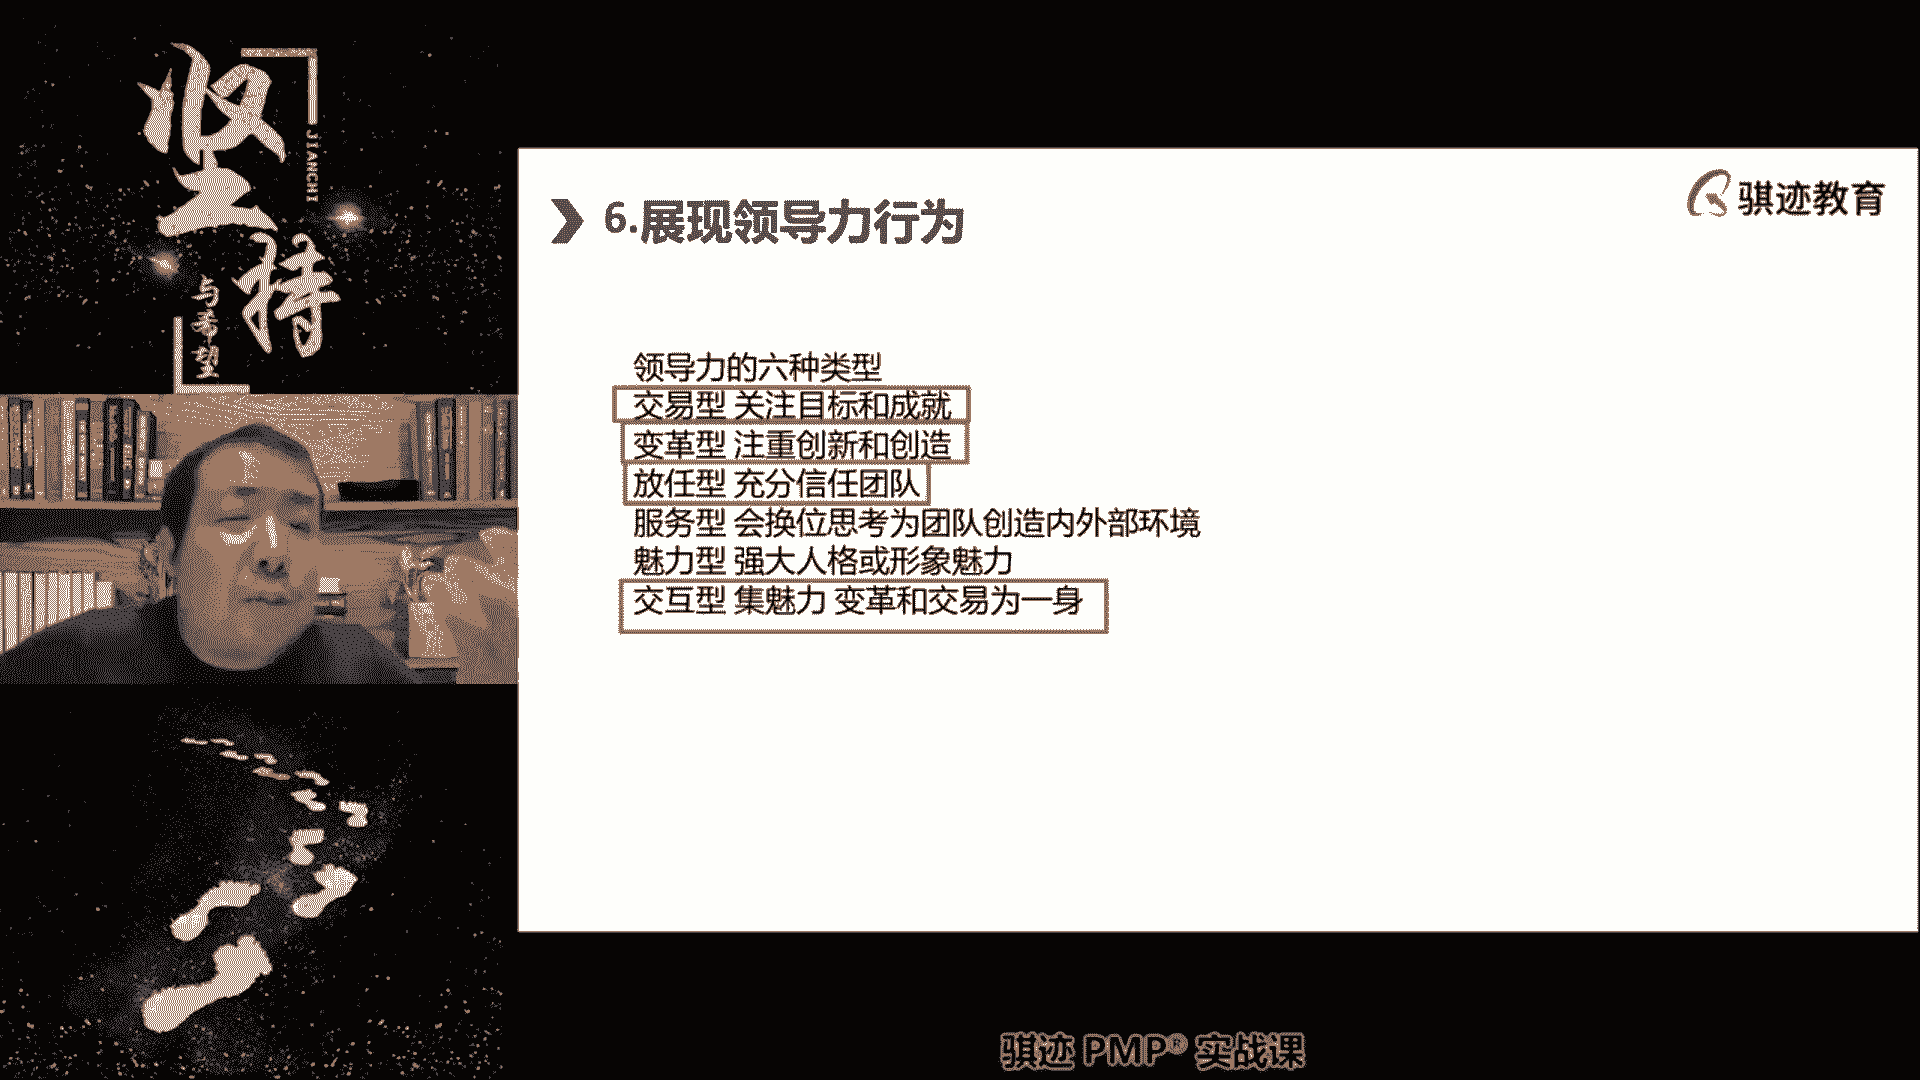 坚持
JIANCHI
与希望
骐迹教育
6.展现领导力行为
领导力的六种类型
交易型 关注目标和成就
变革型 注重创新和创造
放任型 充分信任团队
服务型 会换位思考为团队创造内外部环境
魅力型 强大人格或形象魅力
交互型 集魅力 变革和交易为一身
骐迹 PMP® 实战课